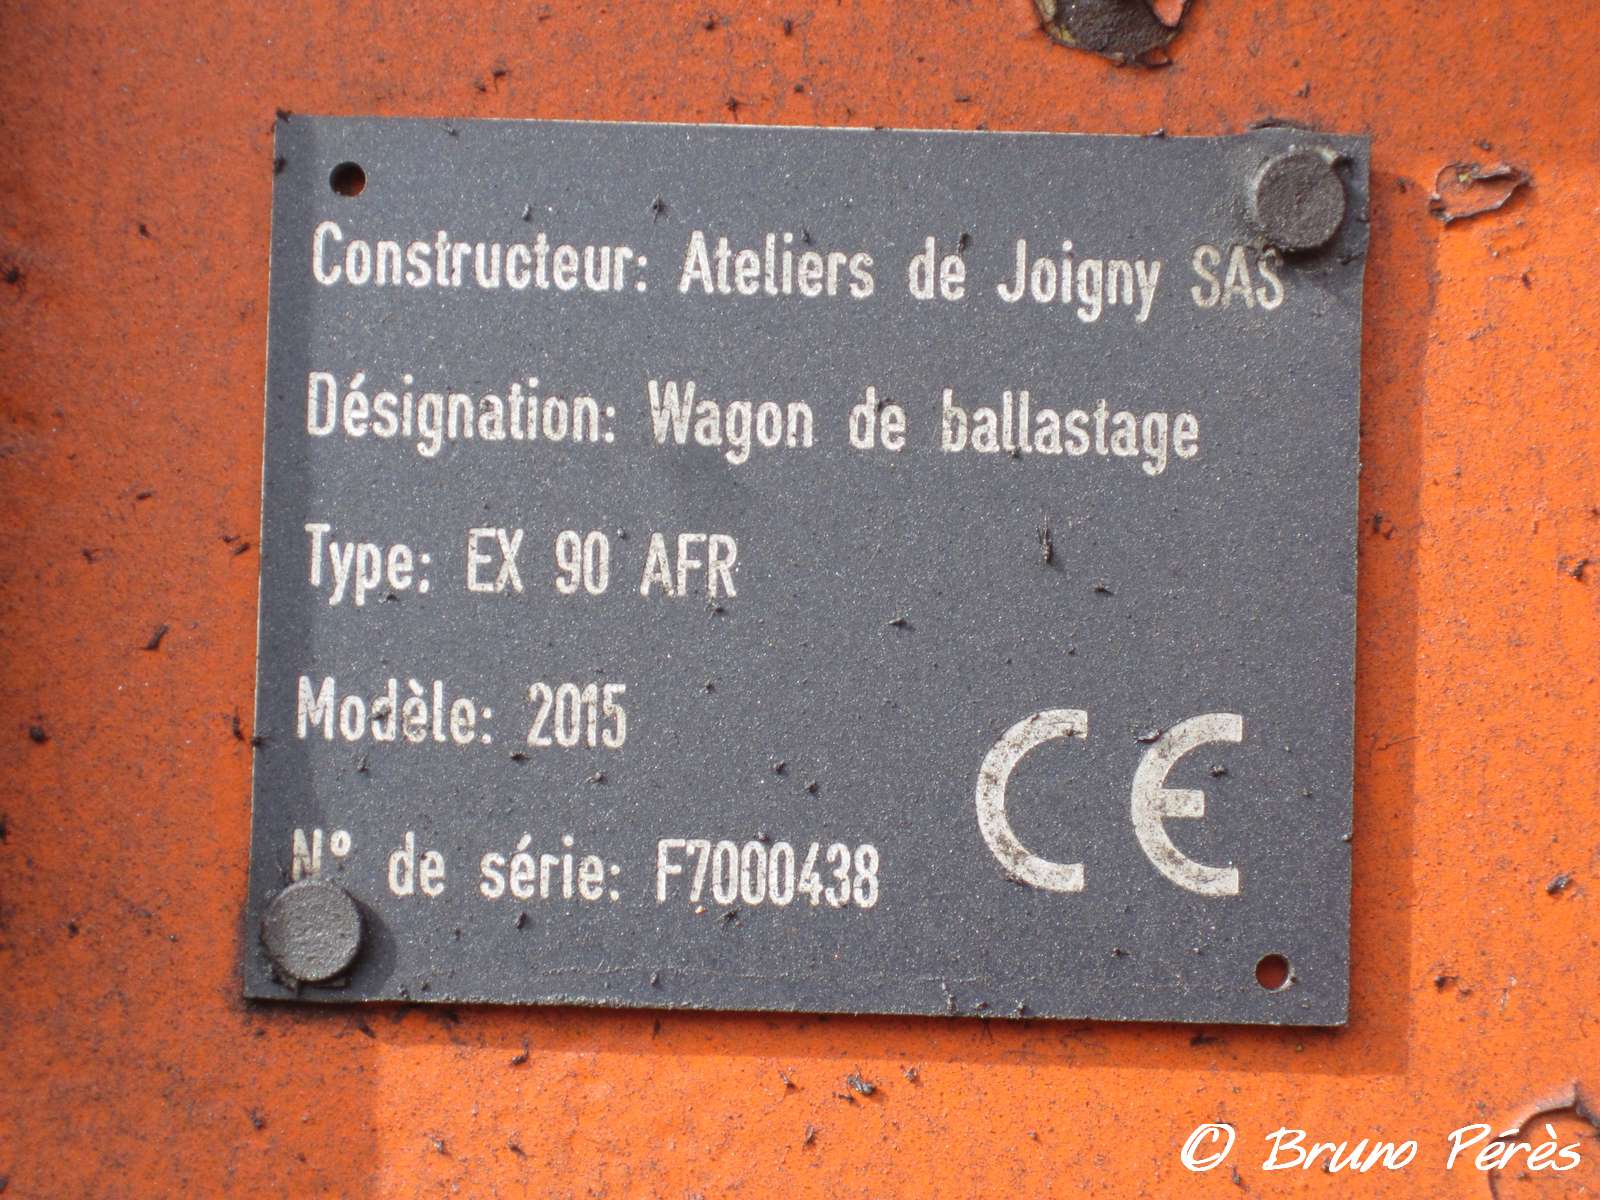 Constructeur: Ateliers de Joigny SAS
Désignation: Wagon de ballastage
Type: EX 90 AFR
Modèle: 2015
N° de série: F7000438
CE
© Bruno Pérès